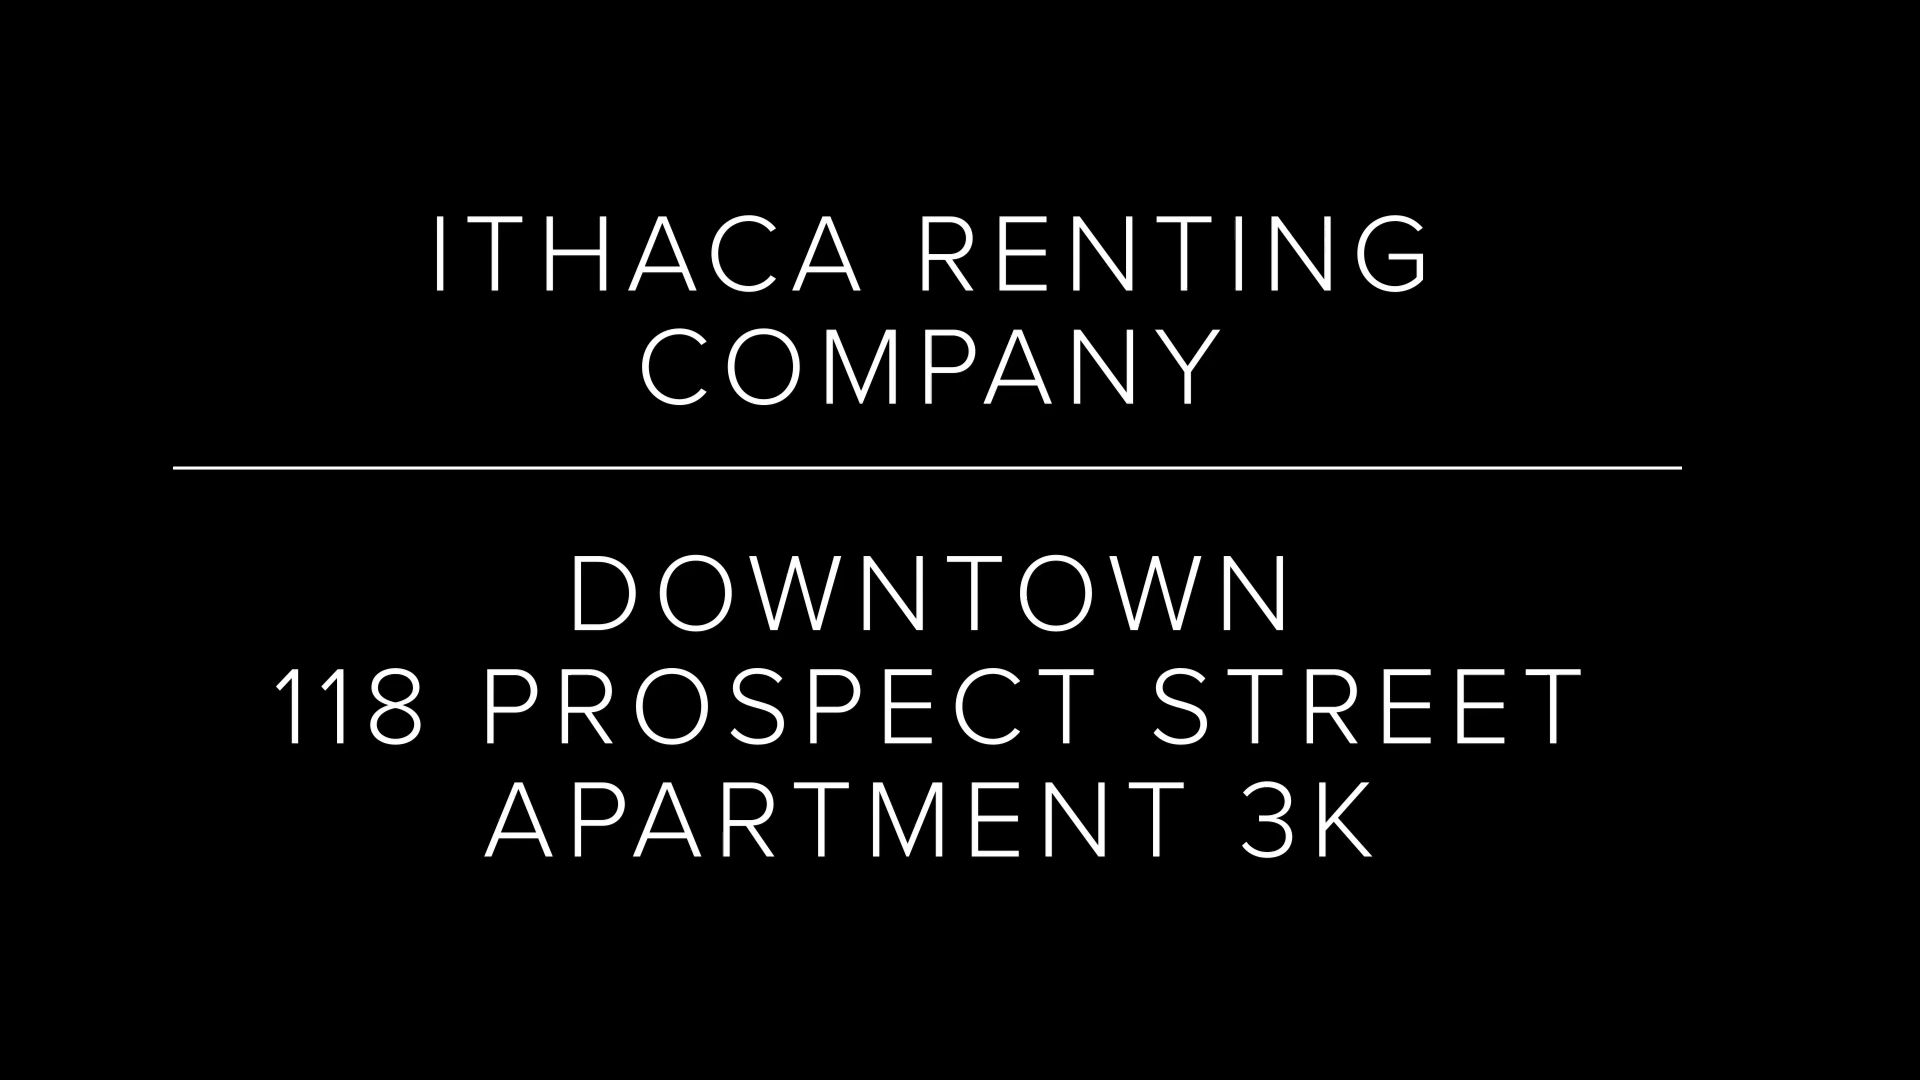 ITHACA RENTING
COMPANY
DOWNTOWN
118 PROSPECT STREET
APARTMENT 3K